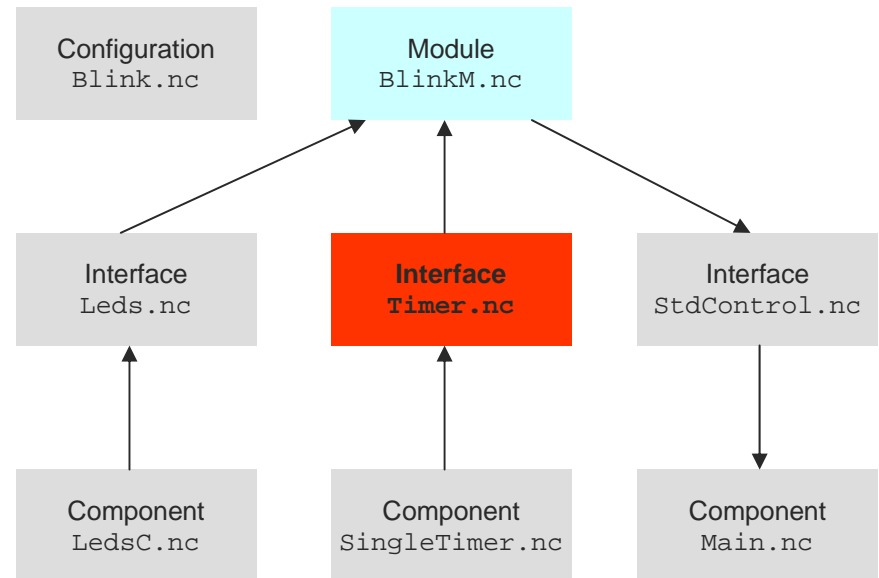 Configuration
Blink.nc
Module
BlinkM.nc
Interface
Leds.nc
Interface
Timer.nc
Interface
StdControl.nc
Component
LedsC.nc
Component
SingleTimer.nc
Component
Main.nc